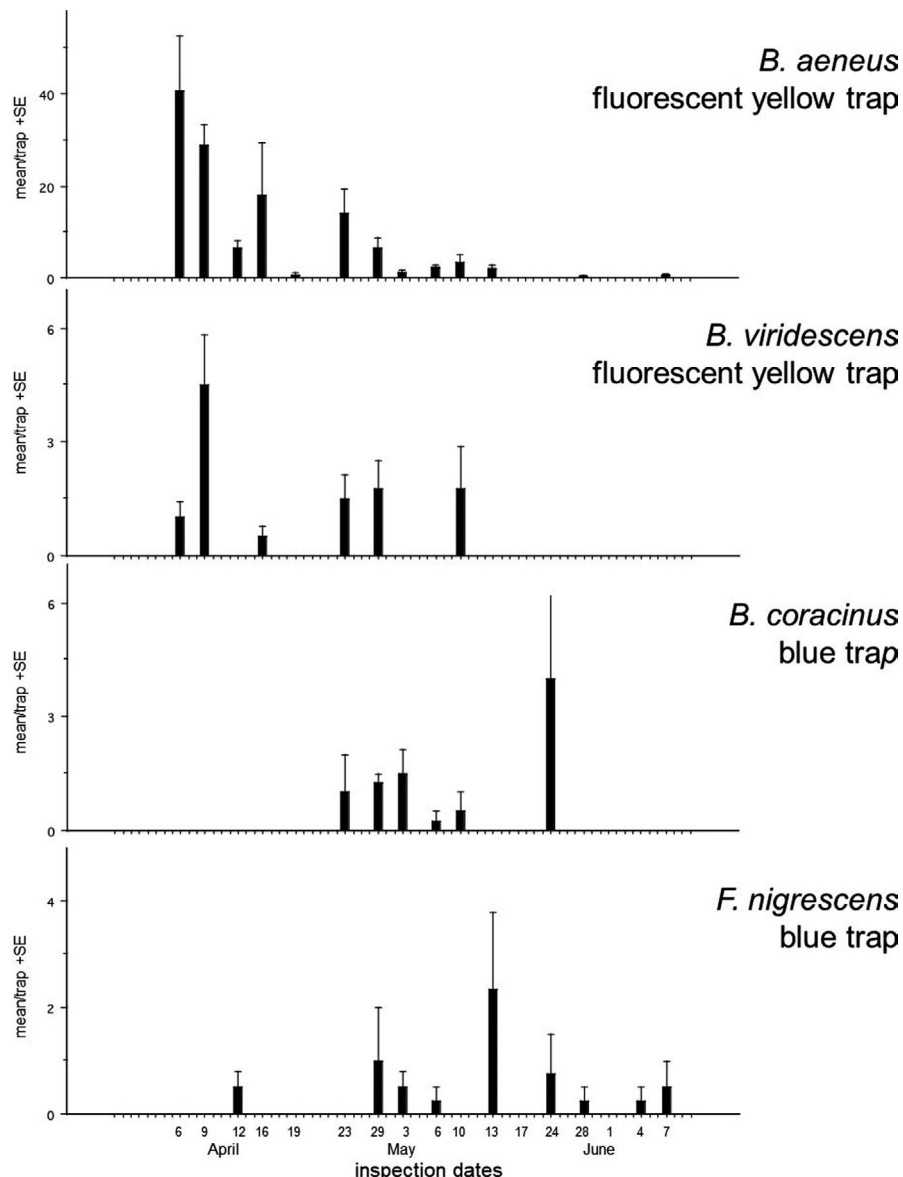 B. aeneus
fluorescent yellow trap
mean/trap +SE
40
20
0
B. viridescens
fluorescent yellow trap
mean/trap +SE
6
3
0
B. coracinus
blue trap
mean/trap +SE
6
3
0
F. nigrescens
blue trap
mean/trap +SE
4
2
0
6 9 12 16 19 23 29 3 6 10 13 17 24 28 1 4 7
April May June
inspection dates